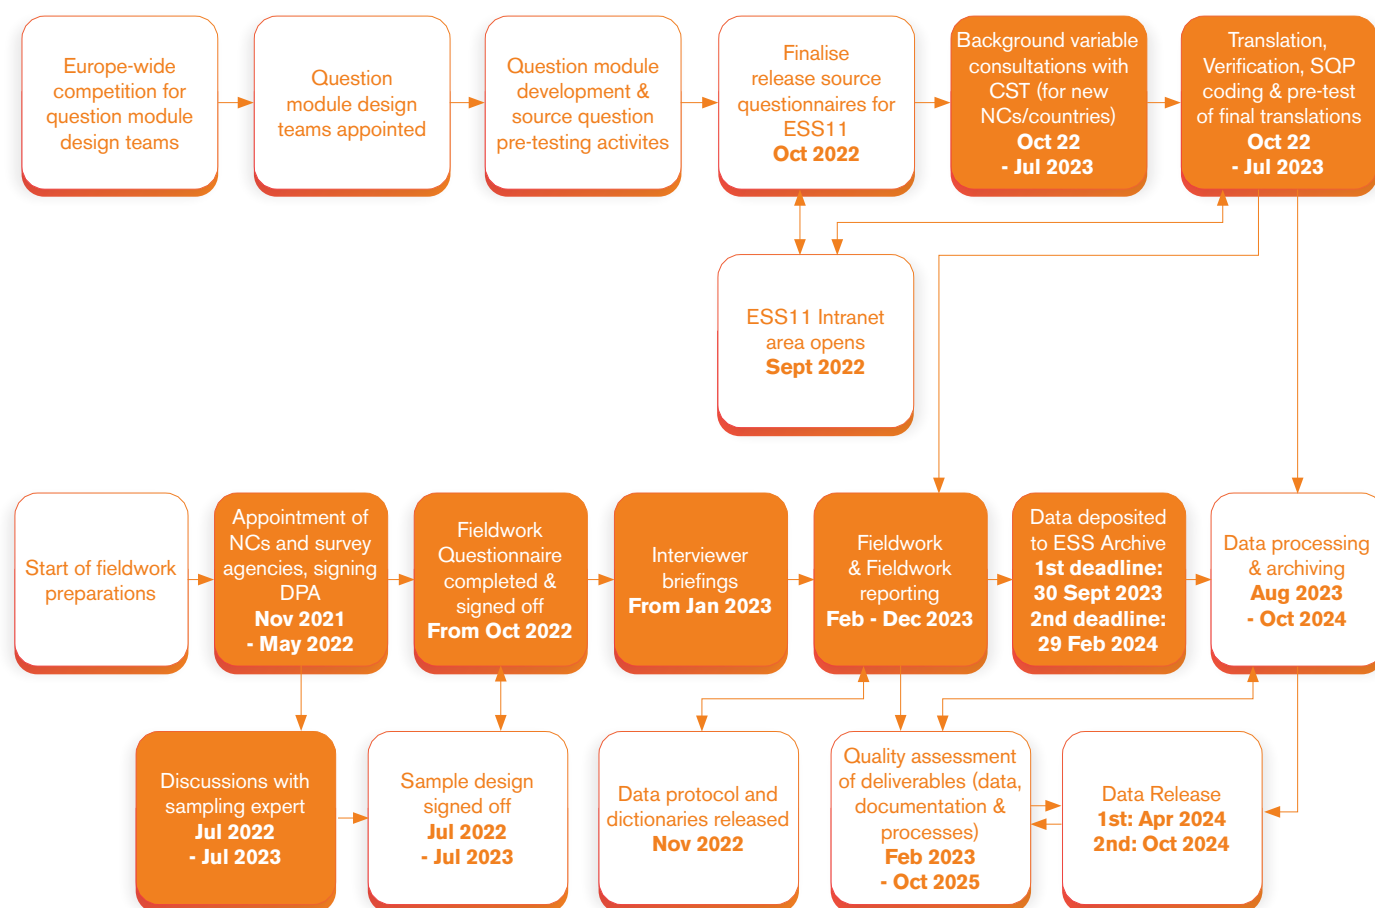 Europe-wide
competition for
question module
design teams
Question
module design
teams appointed
Question module
development &
source question
pre-testing activites
Finalise
release source
questionnaires for
ESS11
Oct 2022
Background variable
consultations with
CST (for new
NCs/countries)
Oct 22
- Jul 2023
Translation,
Verification, SQP
coding & pre-test
of final translations
Oct 22
- Jul 2023
ESS11 Intranet
area opens
Sept 2022
Start of fieldwork
preparations
Appointment of
NCs and survey
agencies, signing
DPA
Nov 2021
- May 2022
Fieldwork
Questionnaire
completed &
signed off
From Oct 2022
Interviewer
briefings
From Jan 2023
Fieldwork
& Fieldwork
reporting
Feb - Dec 2023
Data deposited
to ESS Archive
1st deadline:
30 Sept 2023
2nd deadline:
29 Feb 2024
Data processing
& archiving
Aug 2023
- Oct 2024
Discussions with
sampling expert
Jul 2022
- Jul 2023
Sample design
signed off
Jul 2022
- Jul 2023
Data protocol and
dictionaries released
Nov 2022
Quality assessment
of deliverables (data,
documentation &
processes)
Feb 2023
- Oct 2025
Data Release
1st: Apr 2024
2nd: Oct 2024